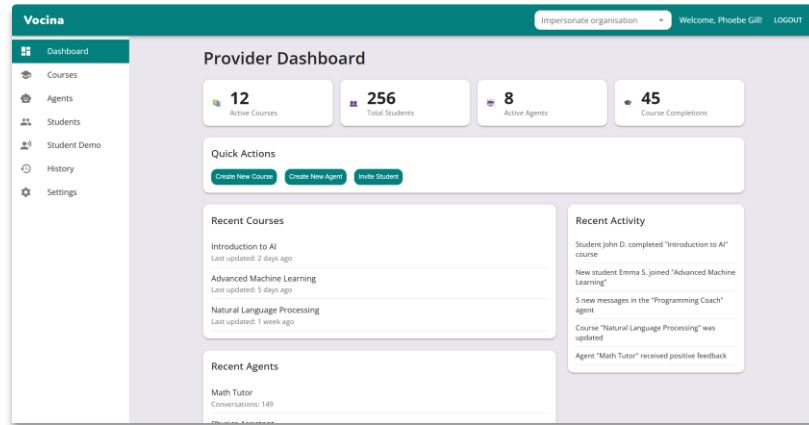 Vocina
Impersonate organisation
Welcome, Phoebe Gill!
LOGOUT
Dashboard
Courses
Agents
Students
Student Demo
History
Settings
Provider Dashboard
12
Active Courses
256
Total Students
8
Active Agents
45
Course Completions
Quick Actions
Create New Course
Create New Agent
Invite Student
Recent Courses
Introduction to AI
Last updated: 2 days ago
Advanced Machine Learning
Last updated: 5 days ago
Natural Language Processing
Last updated: 1 week ago
Recent Activity
Student John D. completed "Introduction to AI"
course
New student Emma S. joined "Advanced Machine
Learning"
5 new messages in the "Programming Coach"
agent
Course "Natural Language Processing" was
updated
Agent "Math Tutor" received positive feedback
Recent Agents
Math Tutor
Conversations: 149